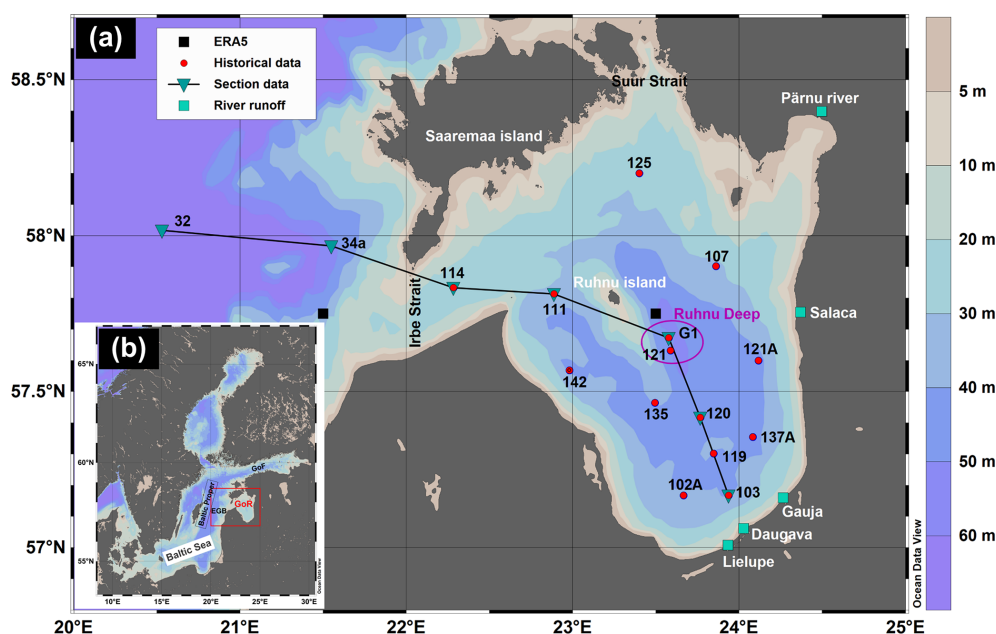 (a)
ERA5
Historical data
Section data
River runoff
58.5°N
58°N
57.5°N
57°N
20°E
21°E
22°E
23°E
24°E
25°E
Suur Strait
Pärnu river
Saaremaa island
125
32
34a
114
107
Ruhnu island
111
Irbe Strait
Ruhnu Deep
Salaca
G1
121
121A
142
135
120
137A
119
102A
103
Gauja
Daugava
Lielupe
5 m
10 m
20 m
30 m
40 m
50 m
60 m
Ocean Data View
(b)
65°N
60°N
55°N
GoF
Baltic Proper
EGB
GoR
Baltic Sea
10°E
15°E
20°E
25°E
30°E
Ocean Data View